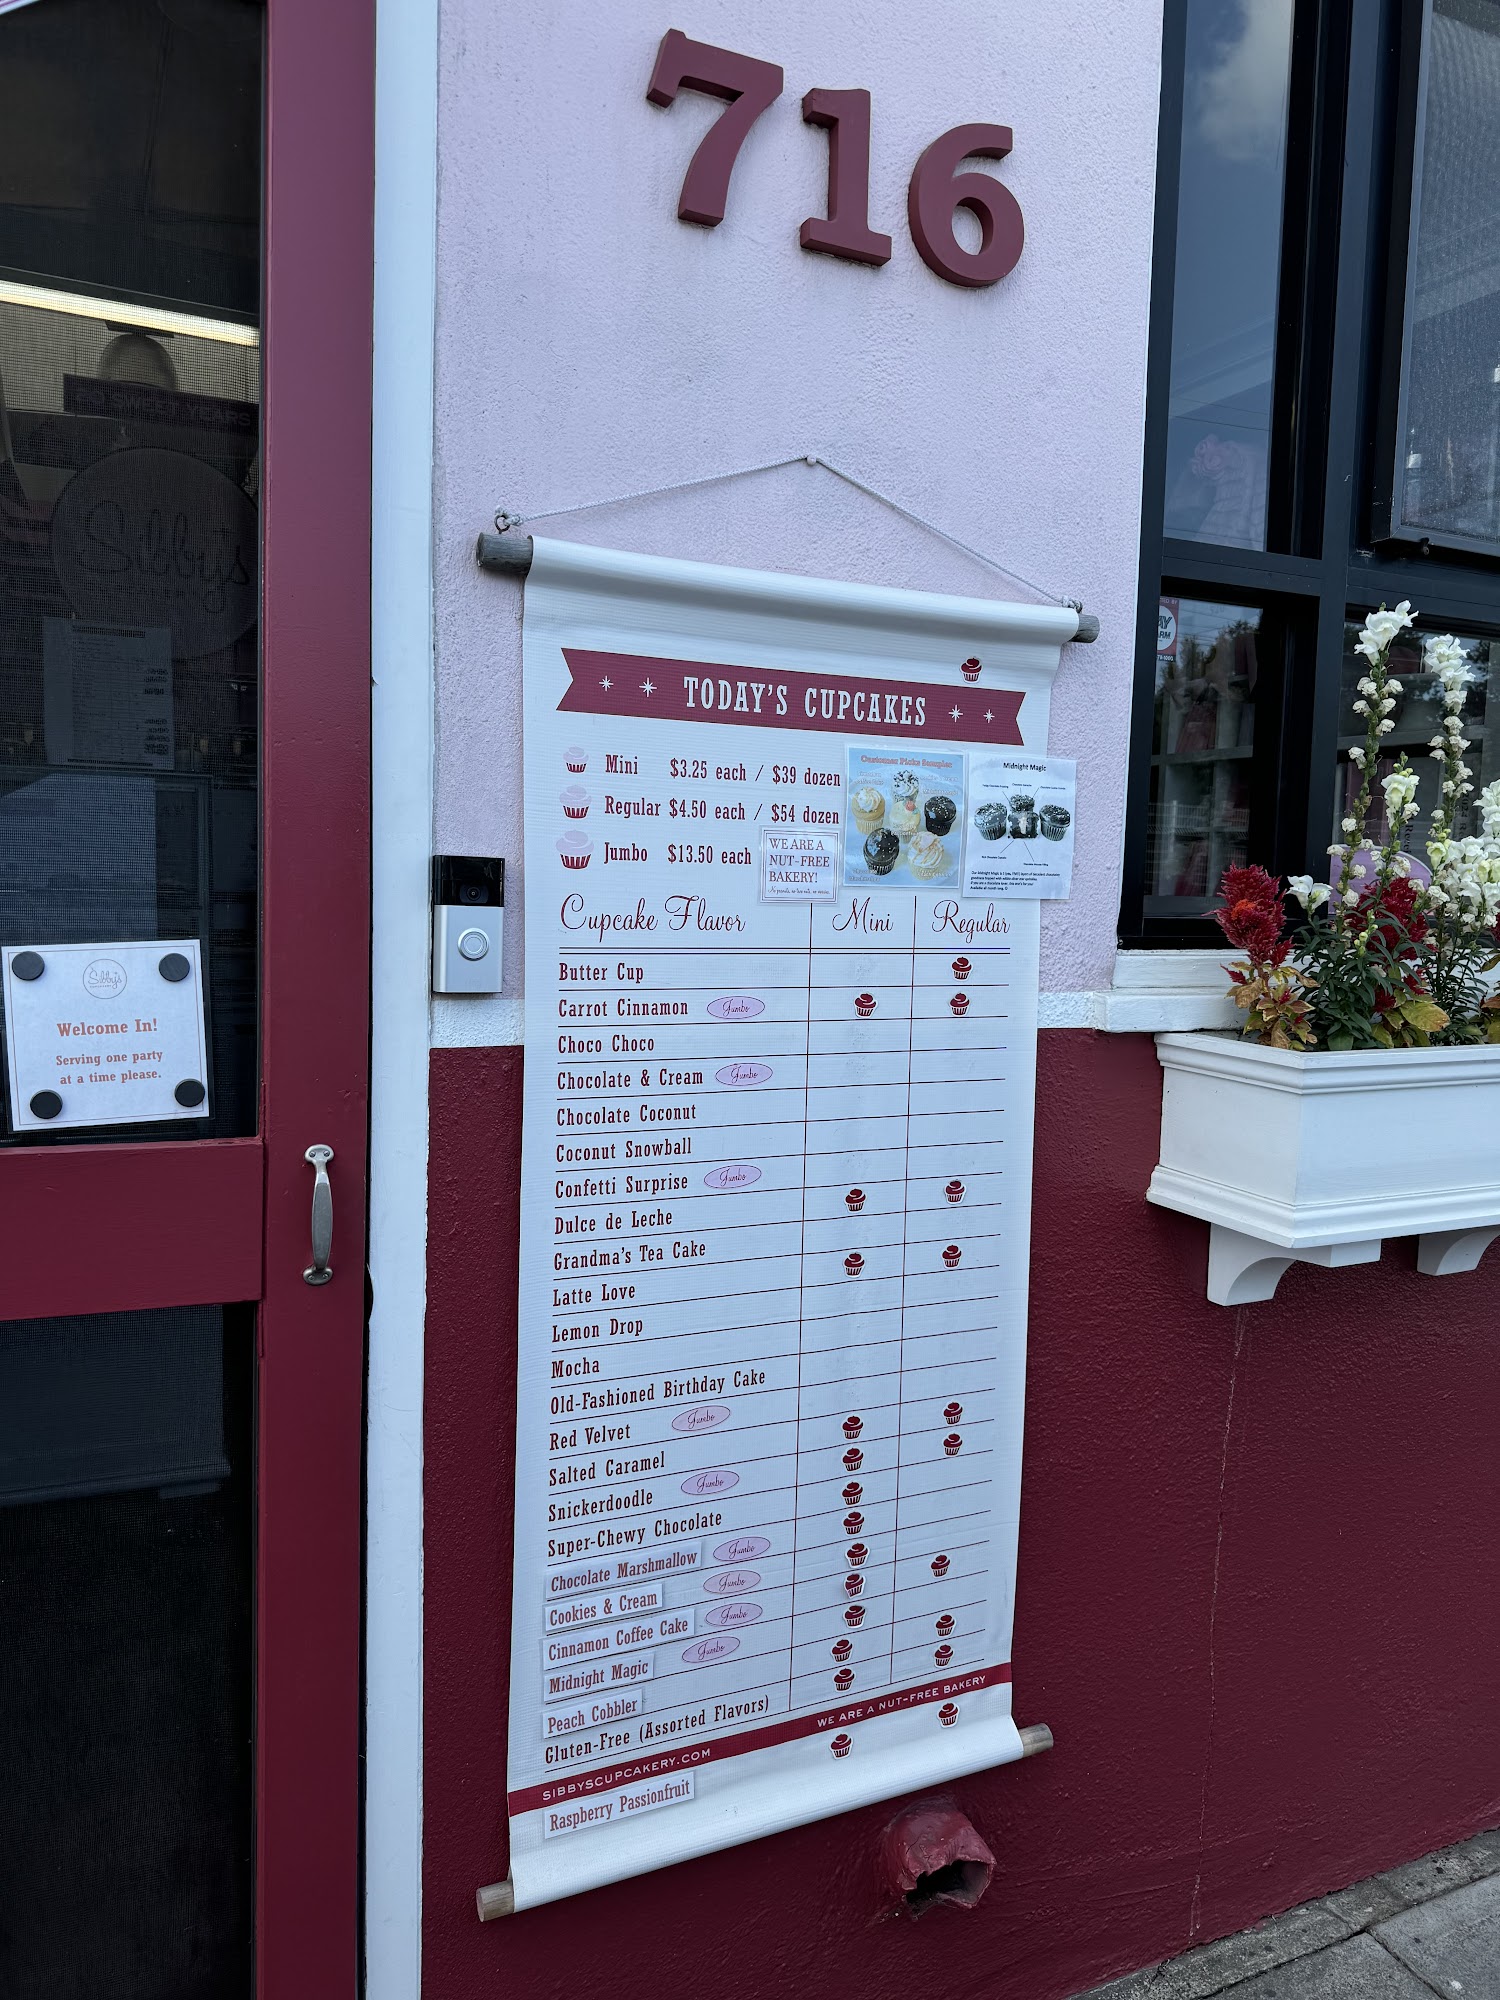 716
25 SWEET YEARS
Sibby's
TODAY'S CUPCAKES
Mini $3.25 each / $39 dozen
Regular $4.50 each / $54 dozen
Jumbo $13.50 each
WE ARE A
NUT-FREE
BAKERY!
Customer Picks Sampler
Midnight Magic
Cupcake Flavor Mini Regular
Butter Cup
Carrot Cinnamon Jumbo
Choco Choco
Chocolate & Cream Jumbo
Chocolate Coconut
Coconut Snowball
Confetti Surprise Jumbo
Dulce de Leche
Grandma's Tea Cake
Latte Love
Lemon Drop
Mocha
Old-Fashioned Birthday Cake
Red Velvet Jumbo
Salted Caramel
Snickerdoodle Jumbo
Super-Chewy Chocolate
Chocolate Marshmallow Jumbo
Cookies & Cream Jumbo
Cinnamon Coffee Cake Jumbo
Midnight Magic Jumbo
Peach Cobbler
Gluten-Free (Assorted Flavors)
SIBBYSCUPCAKERY.COM WE ARE A NUT-FREE BAKERY
Raspberry Passionfruit
Sibby's
Welcome In!
Serving one party
at a time please.